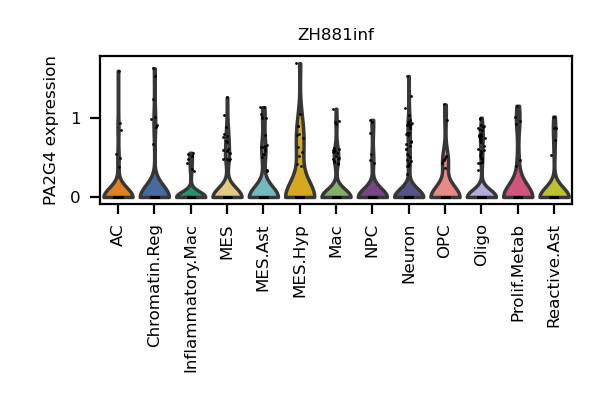 ZH881inf
PA2G4 expression
1
0
AC
Chromatin.Reg
Inflammatory.Mac
MES
MES.Ast
MES.Hyp
Mac
NPC
Neuron
OPC
Oligo
Prolif.Metab
Reactive.Ast